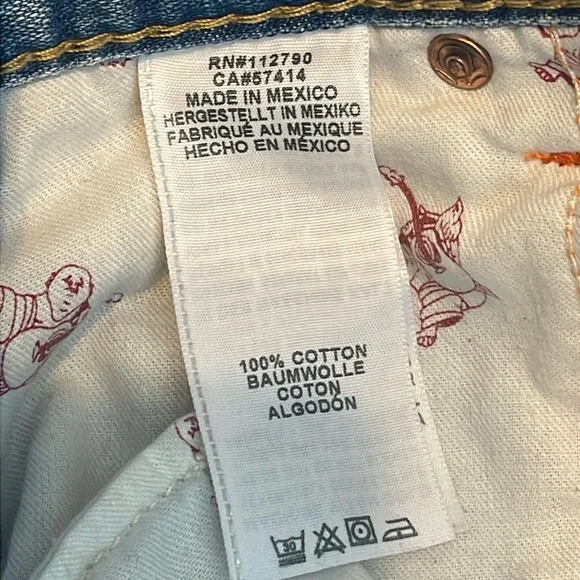 RN#112790
CA#57414
MADE IN MEXICO
HERGESTELLT IN MEXIKO
FABRIQUÉ AU MEXIQUE
HECHO EN MÉXICO
100% COTTON
BAUMWOLLE
COTON
ALGODÓN
30